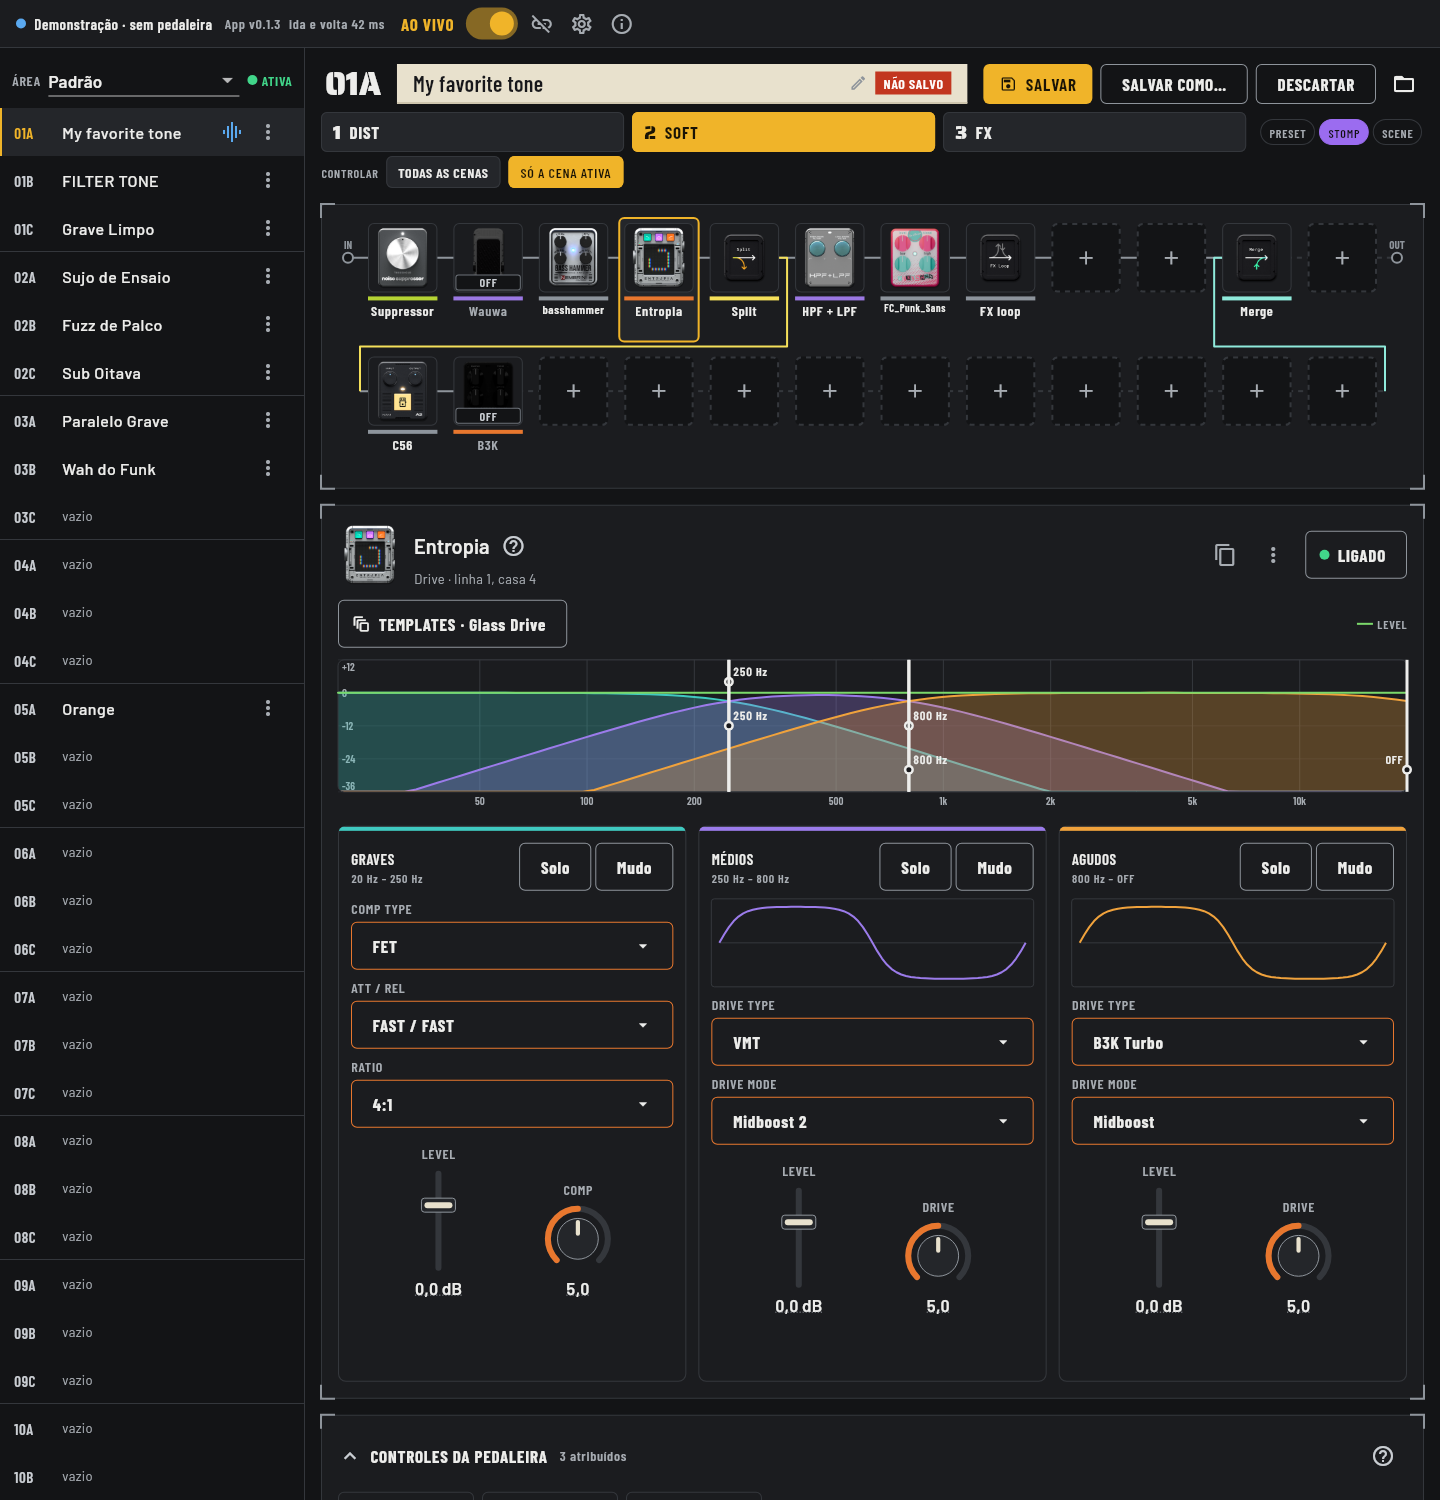 Demonstração · sem pedaleira App v0.1.3 Ida e volta 42 ms AO VIVO
ÁREA Padrão ATIVA
01A My favorite tone NÃO SALVO SALVAR SALVAR COMO... DESCARTAR
1 DIST 2 SOFT 3 FX PRESET STOMP SCENE
CONTROLAR TODAS AS CENAS SÓ A CENA ATIVA
01A My favorite tone
01B FILTER TONE
01C Grave Limpo
02A Sujo de Ensaio
02B Fuzz de Palco
02C Sub Oitava
03A Paralelo Grave
03B Wah do Funk
03C vazio
04A vazio
04B vazio
04C vazio
05A Orange
05B vazio
05C vazio
06A vazio
06B vazio
06C vazio
07A vazio
07B vazio
07C vazio
08A vazio
08B vazio
08C vazio
09A vazio
09B vazio
09C vazio
10A vazio
10B vazio
IN OUT
noise suppressor OFF BASS HAMMER ENTROPIA Split HPF+LPF FX Loop Merge
Suppressor Wauwa basshammer Entropia Split HPF + LPF FC_Punk_Sans FX loop Merge
OFF
C56 B3K
Entropia
Drive · linha 1, casa 4
LIGADO
TEMPLATES · Glass Drive
LEVEL
+12
0
-12
-24
-36
250 Hz
250 Hz
800 Hz
800 Hz
OFF
50 100 200 500 1k 2k 5k 10k
GRAVES
20 Hz – 250 Hz
Solo Mudo
COMP TYPE
FET
ATT / REL
FAST / FAST
RATIO
4:1
LEVEL COMP
0,0 dB 5,0
MÉDIOS
250 Hz – 800 Hz
Solo Mudo
DRIVE TYPE
VMT
DRIVE MODE
Midboost 2
LEVEL DRIVE
0,0 dB 5,0
AGUDOS
800 Hz – OFF
Solo Mudo
DRIVE TYPE
B3K Turbo
DRIVE MODE
Midboost
LEVEL DRIVE
0,0 dB 5,0
CONTROLES DA PEDALEIRA 3 atribuídos